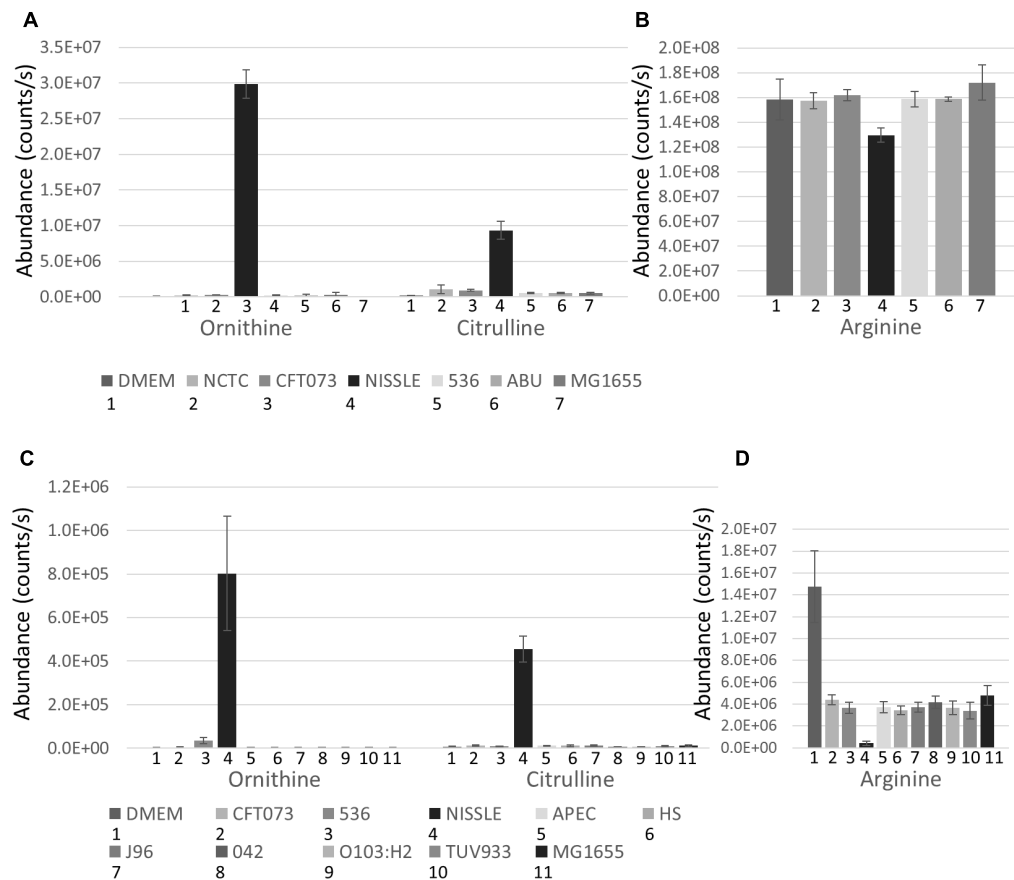 A
Abundance (counts/s)
3.5E+07
3.0E+07
2.5E+07
2.0E+07
1.5E+07
1.0E+07
5.0E+06
0.0E+00
1 2 3 4 5 6 7
1 2 3 4 5 6 7
Ornithine
Citrulline
B
Abundance (counts/s)
2.0E+08
1.8E+08
1.6E+08
1.4E+08
1.2E+08
1.0E+08
8.0E+07
6.0E+07
4.0E+07
2.0E+07
0.0E+00
1 2 3 4 5 6 7
Arginine
DMEM NCTC CFT073 NISSLE 536 ABU MG1655
1 2 3 4 5 6 7
C
Abundance (counts/s)
1.2E+06
1.0E+06
8.0E+05
6.0E+05
4.0E+05
2.0E+05
0.0E+00
1 2 3 4 5 6 7 8 9 10 11
1 2 3 4 5 6 7 8 9 10 11
Ornithine
Citrulline
D
Abundance (counts/s)
2.0E+07
1.8E+07
1.6E+07
1.4E+07
1.2E+07
1.0E+07
8.0E+06
6.0E+06
4.0E+06
2.0E+06
0.0E+00
1 2 3 4 5 6 7 8 9 10 11
Arginine
DMEM CFT073 536 NISSLE APEC HS
1 2 3 4 5 6
J96 042 O103:H2 TUV933 MG1655
7 8 9 10 11